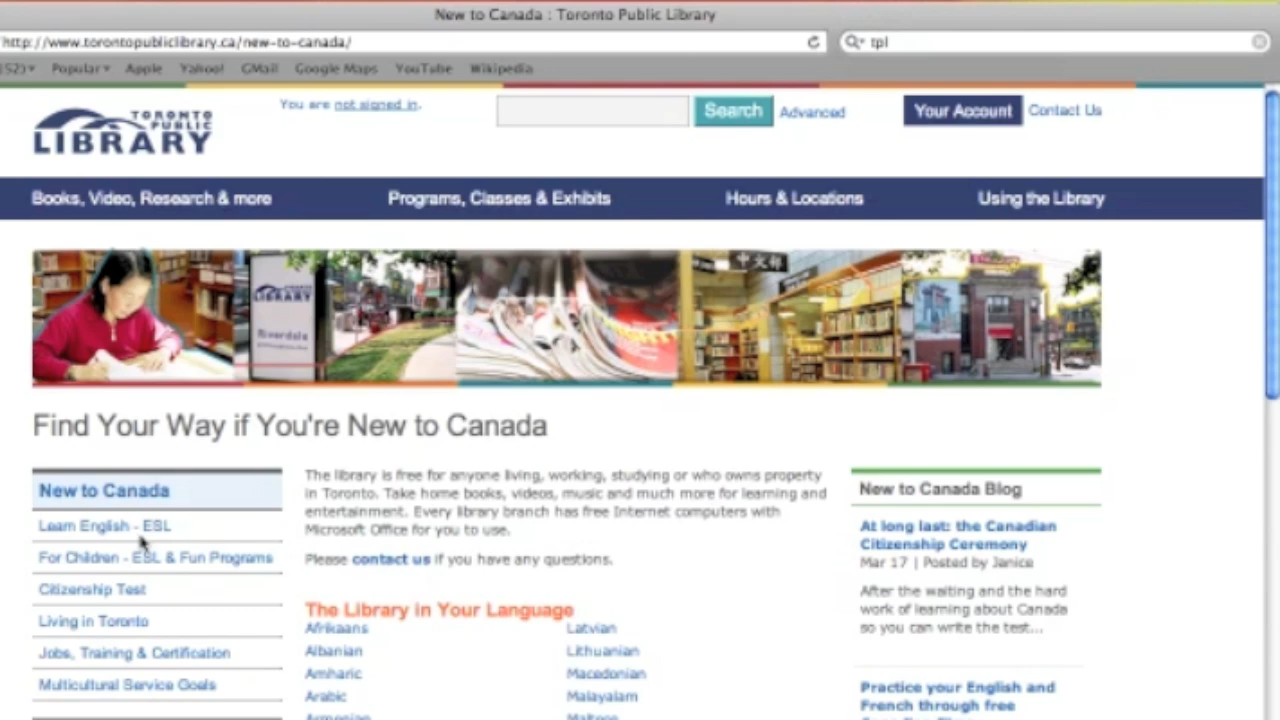 New to Canada : Toronto Public Library
http://www.torontopubliclibrary.ca/new-to-canada/
tpl
(52) Popular Apple Yahoo! GMail Google Maps YouTube Wikipedia
TORONTO
PUBLIC
LIBRARY
You are not signed in.
Search
Advanced
Your Account
Contact Us
Books, Video, Research & more
Programs, Classes & Exhibits
Hours & Locations
Using the Library
LIBRARY
Riverdale
中文部
Find Your Way if You're New to Canada
New to Canada
Learn English - ESL
For Children - ESL & Fun Programs
Citizenship Test
Living in Toronto
Jobs, Training & Certification
Multicultural Service Goals
The library is free for anyone living, working, studying or who owns property
in Toronto. Take home books, videos, music and much more for learning and
entertainment. Every library branch has free Internet computers with
Microsoft Office for you to use.
Please contact us if you have any questions.
The Library in Your Language
Afrikaans
Albanian
Amharic
Arabic
Armenian
Latvian
Lithuanian
Macedonian
Malayalam
Maltese
New to Canada Blog
At long last: the Canadian
Citizenship Ceremony
Mar 17 | Posted by Janice
After the waiting and the hard
work of learning about Canada
so you can write the test...
Practice your English and
French through free